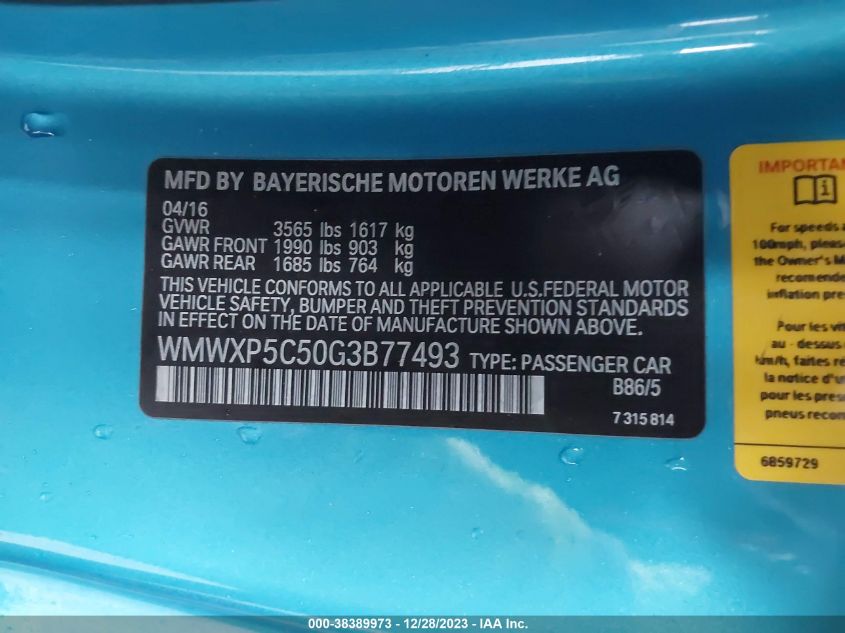 MFD BY BAYERISCHE MOTOREN WERKE AG
04/16
GVWR 3565 lbs 1617 kg
GAWR FRONT 1990 lbs 903 kg
GAWR REAR 1685 lbs 764 kg
THIS VEHICLE CONFORMS TO ALL APPLICABLE U.S.FEDERAL MOTOR
VEHICLE SAFETY, BUMPER AND THEFT PREVENTION STANDARDS
IN EFFECT ON THE DATE OF MANUFACTURE SHOWN ABOVE.
WMWXP5C50G3B77493 TYPE: PASSENGER CAR
B86/5
7 315 814
IMPORTAN
For speeds
100mph, pleas
the Owner's M
recomende
inflation pre
Pour les vit
au - dessus
km/h, faites re
la notice d'u
pour les pres
pneus recom
6859729
000-38389973 - 12/28/2023 - IAA Inc.